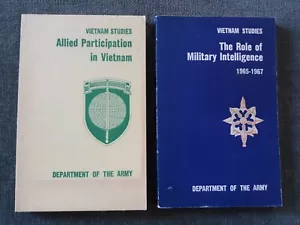 VIETNAM STUDIES
Allied Participation
in Vietnam
DEPARTMENT OF THE ARMY
VIETNAM STUDIES
The Role of
Military Intelligence
1965-1967
DEPARTMENT OF THE ARMY